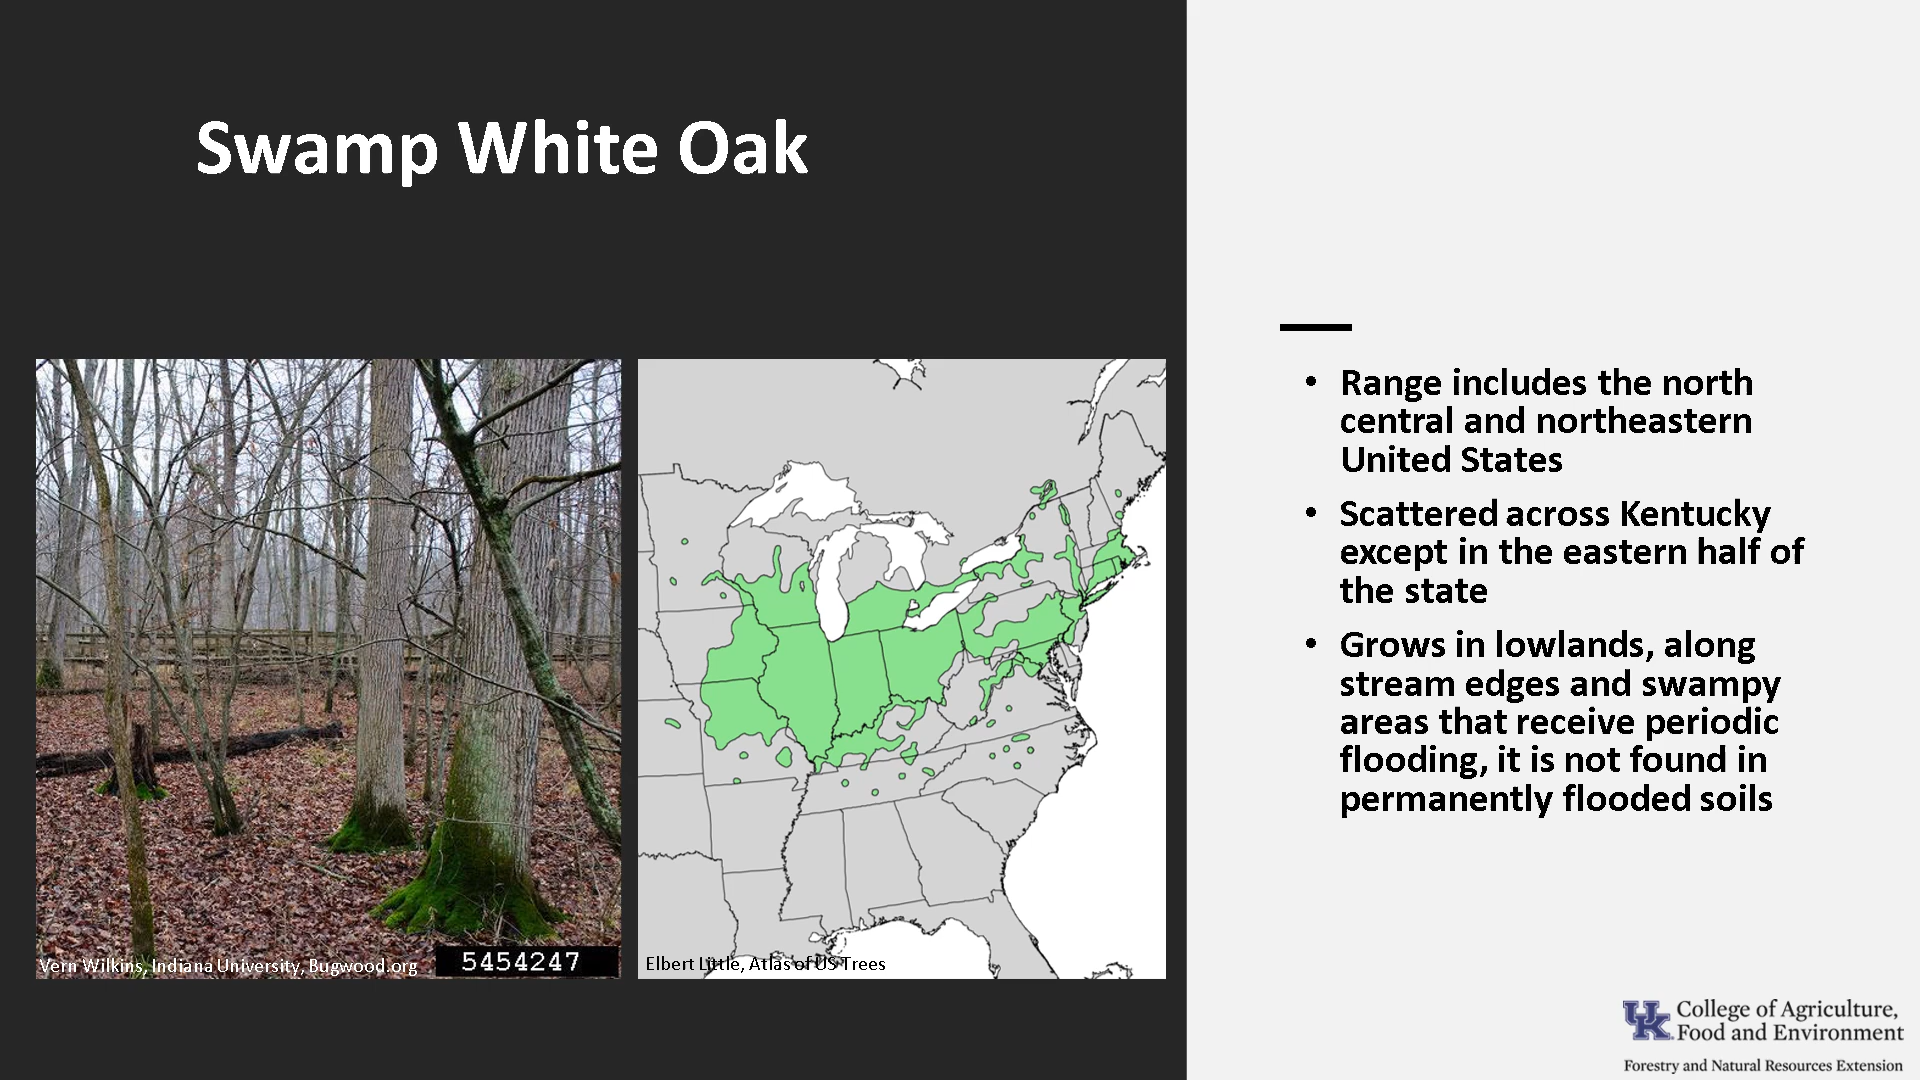 Swamp White Oak
Range includes the north
central and northeastern
United States
Scattered across Kentucky
except in the eastern half of
the state
Grows in lowlands, along
stream edges and swampy
areas that receive periodic
flooding, it is not found in
permanently flooded soils
Vern Wilkins, Indiana University, Bugwood.org
5454247
Elbert Little, Atlas of US Trees
UK College of Agriculture,
Food and Environment
Forestry and Natural Resources Extension